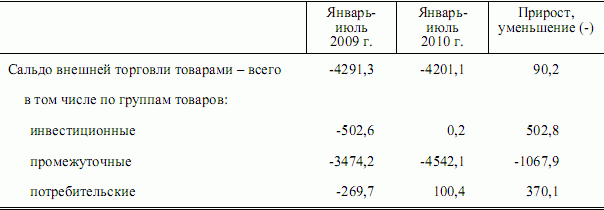 Январь-июль 2009 г. Январь-июль 2010 г. Прирост, уменьшение (-)
Сальдо внешней торговли товарами – всего -4291,3 -4201,1 90,2
в том числе по группам товаров:
инвестиционные -502,6 0,2 502,8
промежуточные -3474,2 -4542,1 -1067,9
потребительские -269,7 100,4 370,1